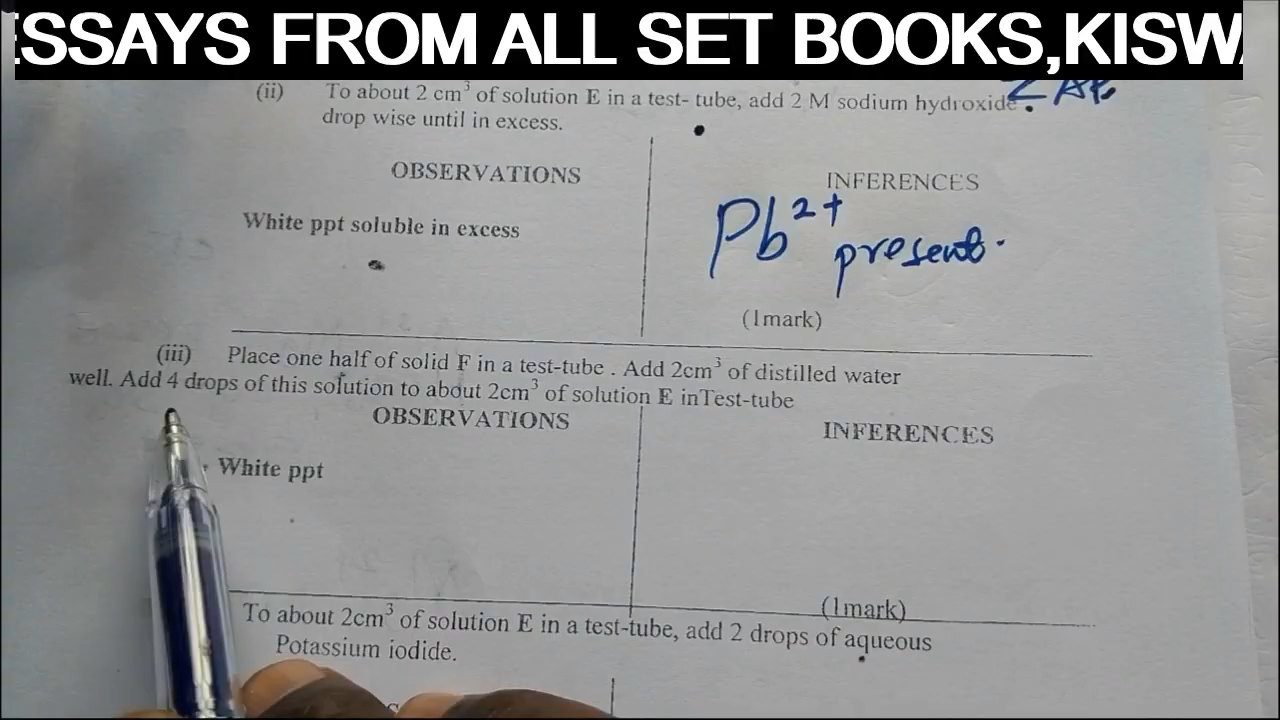 ESSAYS FROM ALL SET BOOKS,KISWA
(ii) To about 2 cm³ of solution E in a test- tube, add 2 M sodium hydroxide
drop wise until in excess.
OBSERVATIONS
INFERENCES
White ppt soluble in excess
Pb²⁺ present.
(1mark)
(iii) Place one half of solid F in a test-tube . Add 2cm³ of distilled water
well. Add 4 drops of this solution to about 2cm³ of solution E inTest-tube
OBSERVATIONS
INFERENCES
White ppt
(1mark)
To about 2cm³ of solution E in a test-tube, add 2 drops of aqueous
Potassium iodide.